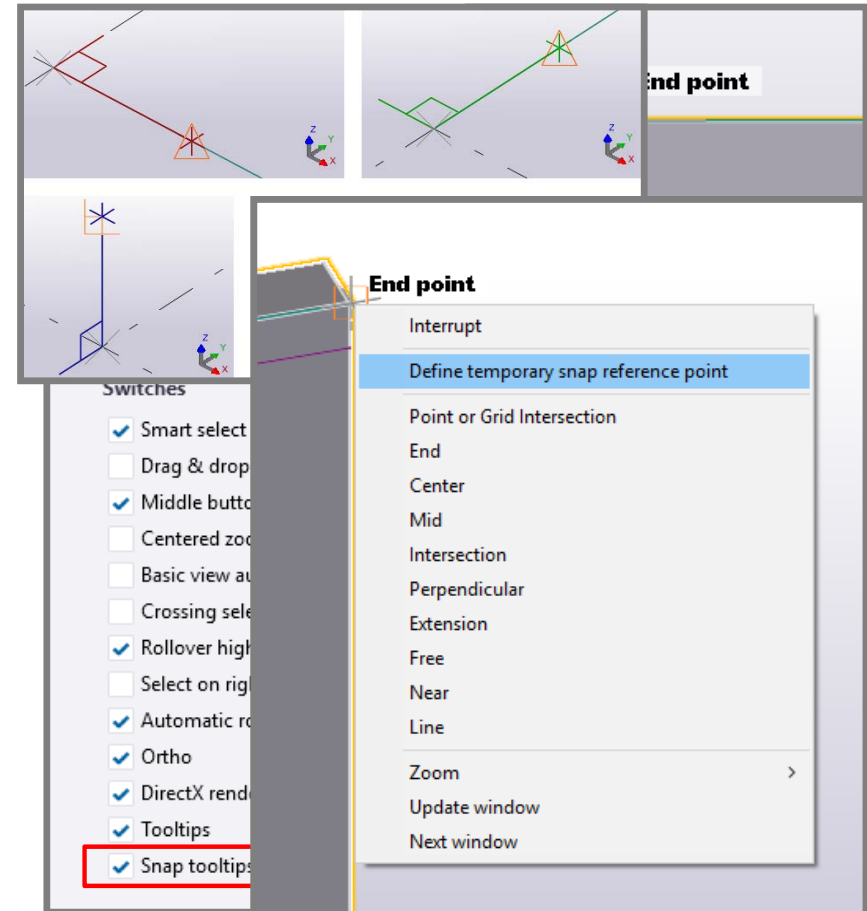 Z
Y
X
Z
Y
X
End point
Z
Y
X
End point
Interrupt
Define temporary snap reference point
Point or Grid Intersection
End
Center
Mid
Intersection
Perpendicular
Extension
Free
Near
Line
Zoom
Update window
Next window
Switches
Smart select
Drag & drop
Middle butto
Centered zoo
Basic view au
Crossing sele
Rollover high
Select on rig
Automatic ro
Ortho
DirectX rend
Tooltips
Snap tooltips